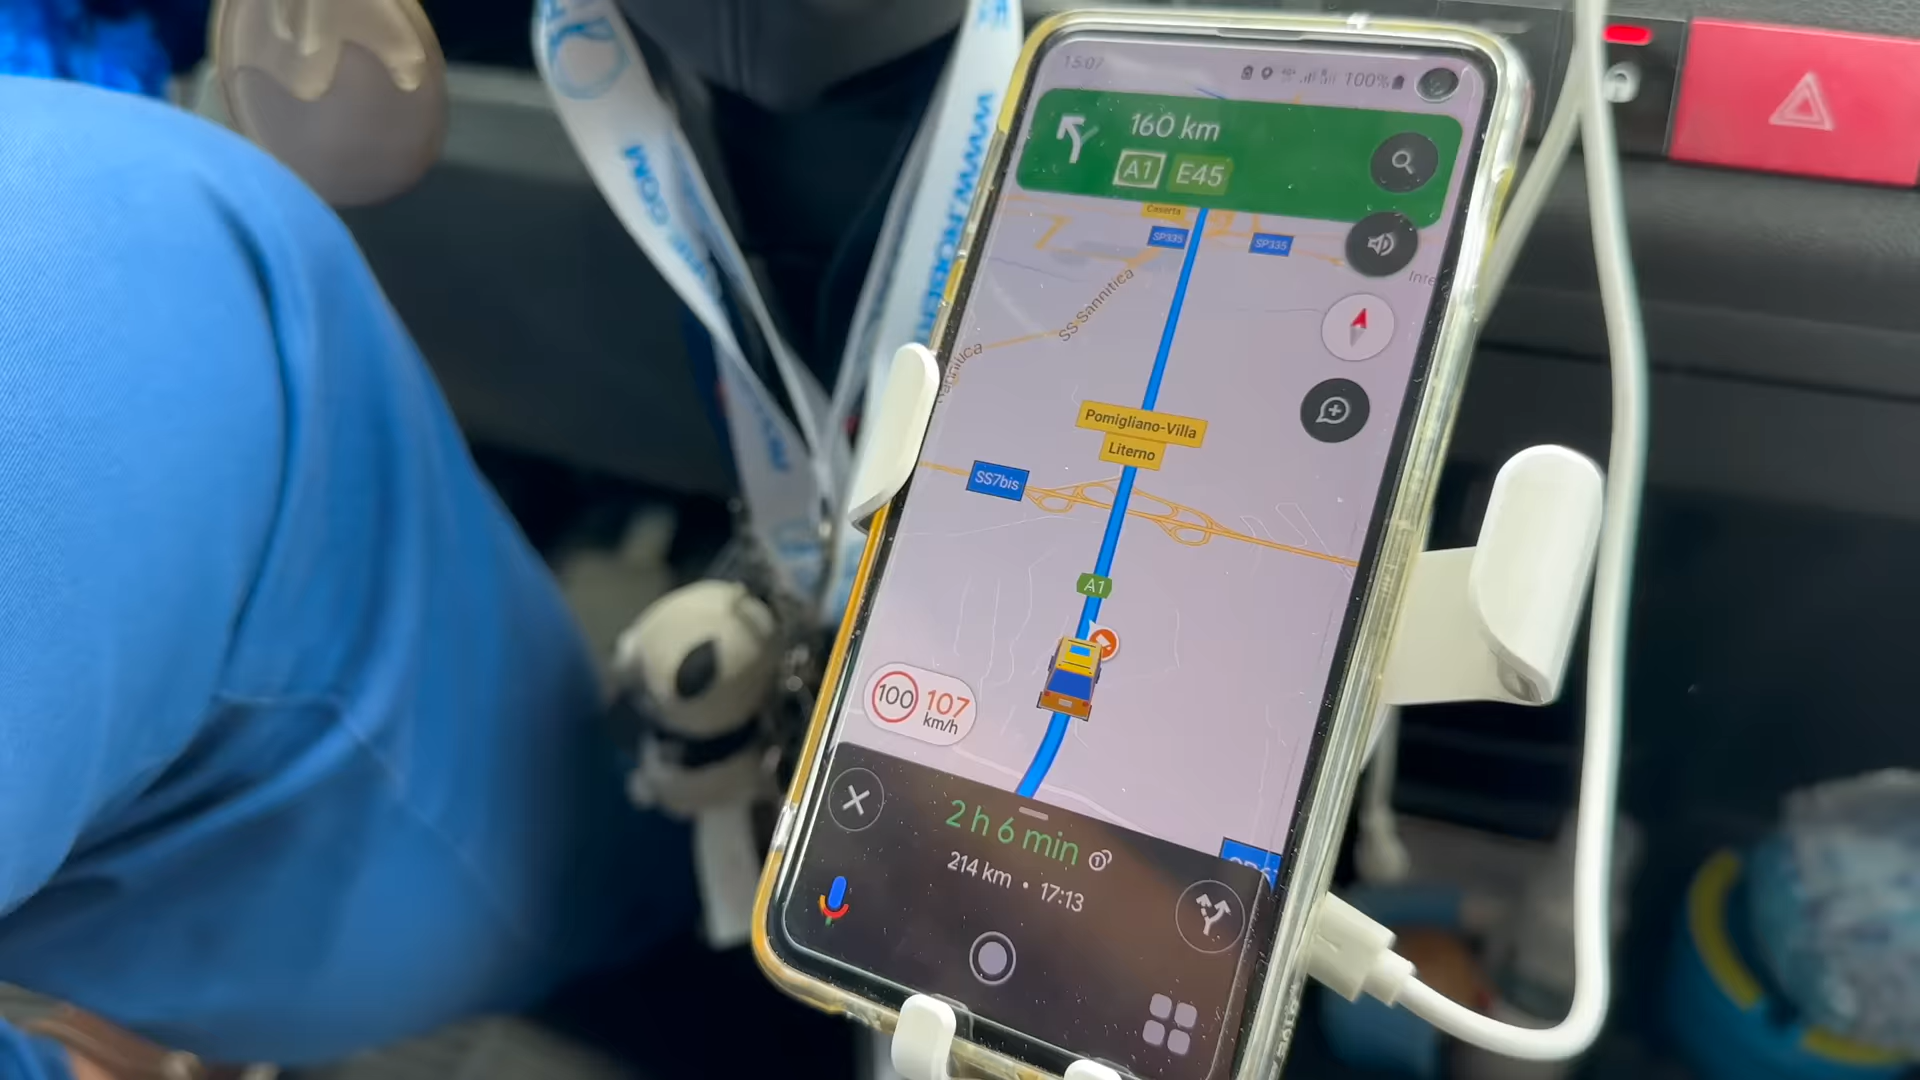 15:07
100%
160 km
A1 E45
Caserta
SP335
SP335
SS Sannitica
Pomigliano-Villa
Literno
SS7bis
A1
100 107
km/h
2 h 6 min
214 km • 17:13
.COM